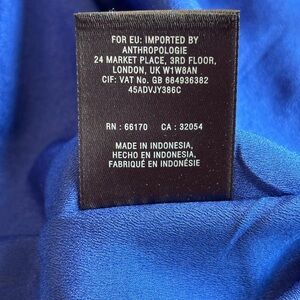 FOR EU: IMPORTED BY
ANTHROPOLOGIE
24 MARKET PLACE, 3RD FLOOR,
LONDON, UK W1W8AN
CIF: VAT No. GB 684936382
45ADVJY386C
RN : 66170 CA : 32054
MADE IN INDONESIA,
HECHO EN INDONESIA,
FABRIQUÉ EN INDONÉSIE